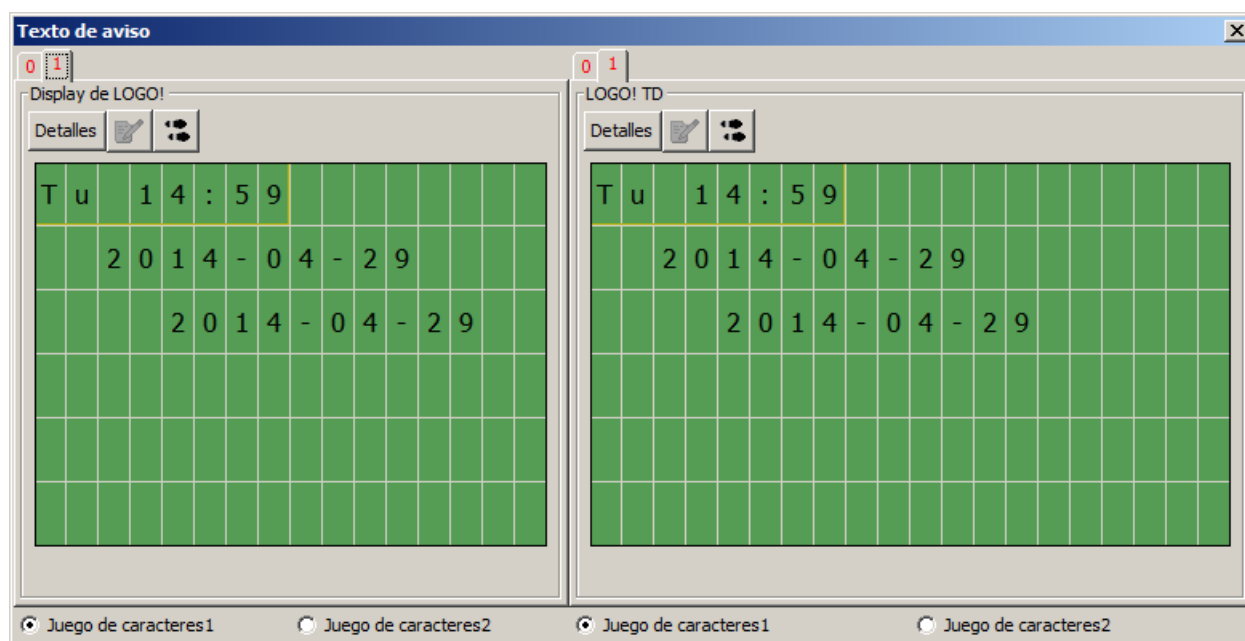 Texto de aviso
0 1
Display de LOGO!
Detalles
Tu 14:59
2014-04-29
2014-04-29
Juego de caracteres1 Juego de caracteres2
0 1
LOGO! TD
Detalles
Tu 14:59
2014-04-29
2014-04-29
Juego de caracteres1 Juego de caracteres2